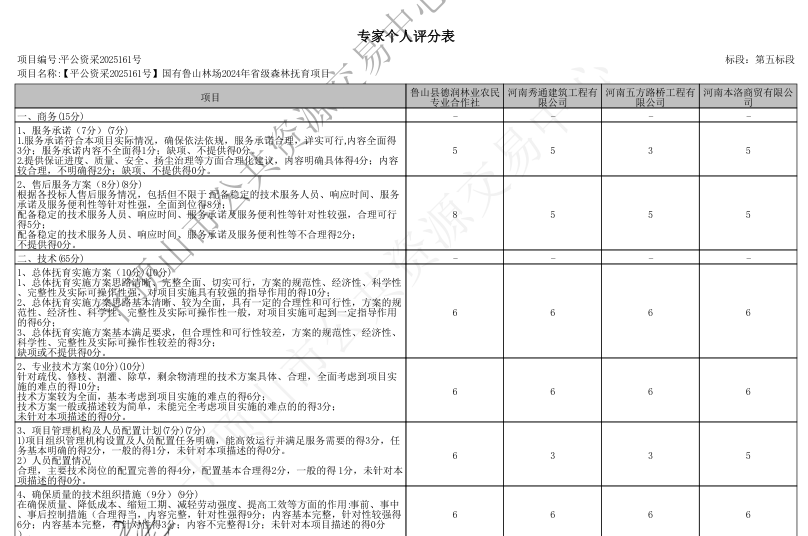 专家个人评分表
项目编号:平公资采2025161号
标段: 第五标段
项目名称:【平公资采2025161号】国有鲁山林场2024年省级森林抚育项目
项目 鲁山县德润林业农民专业合作社 河南秀通建筑工程有限公司 河南五方路桥工程有限公司 河南本洛商贸有限公司
一、商务(15分) － － － －
1、服务承诺（7分）(7分)
1.服务承诺符合本项目实际情况，确保依法依规，服务承诺合理，详实可行,内容全面得
3分；服务承诺内容不全面得1分；缺项、不提供得0分。
2.提供保证进度、质量、安全、扬尘治理等方面合理化建议，内容明确具体得4分；内容
较合理，不明确得2分；缺项、不提供得0分。
5 5 3 5
2、售后服务方案（8分)(8分)
根据各投标人售后服务情况，包括但不限于:配备稳定的技术服务人员、响应时间、服务
承诺及服务便利性等针对性强，全面到位得8分；
配备稳定的技术服务人员、响应时间、服务承诺及服务便利性等针对性较强，合理可行
得5分；
配备稳定的技术服务人员、响应时间、服务承诺及服务便利性等不合理得2分；
不提供得0分。
8 5 5 5
二、技术(65分) － － － －
1、总体抚育实施方案（10分)(10分)
1、总体抚育实施方案思路清晰、完整全面、切实可行，方案的规范性、经济性、科学性
、完整性及实际可操作性强、对项目实施具有较强的指导作用的得10分；
2、总体抚育实施方案思路基本清晰、较为全面，具有一定的合理性和可行性，方案的规
范性、经济性、科学性、完整性及实际可操作性一般，对项目实施可起到一定指导作用
的得6分；
3、总体抚育实施方案基本满足要求，但合理性和可行性较差，方案的规范性、经济性、
科学性、完整性及实际可操作性较差的得3分；
缺项或不提供得0分。
6 6 6 6
2、专业技术方案(10分)(10分)
针对疏伐、修枝、割灌、除草，剩余物清理的技术方案具体、合理，全面考虑到项目实
施的难点的得10分；
技术方案较为全面，基本考虑到项目实施的难点的得6分；
技术方案一般或描述较为简单，未能完全考虑项目实施的难点的的得3分；
未针对本项描述的得0分。
6 6 6 6
3、项目管理机构及人员配置计划(7分)(7分)
1)项目组织管理机构设置及人员配置任务明确，能高效运行并满足服务需要的得3分，任
务基本明确的得2分，一般的得1分，未针对本项描述的得0分。
2）人员配置情况
合理，主要技术岗位的配置完善的得4分，配置基本合理得2分，一般的得1分，未针对本
项描述的得0分。
6 3 3 5
4、确保质量的技术组织措施（9分）(9分)
在确保质量、降低成本、缩短工期、减轻劳动强度、提高工效等方面的作用:事前、事中
、事后控制措施（合理得当，内容完整，针对性强得9分；内容基本完整，针对性较强得
6分；内容基本完整，有针对性得3分；内容不完整得1分；未针对本项目描述的得0分
）
6 6 6 6
平顶山市公共资源交易中心
平顶山市公共资源交易中心